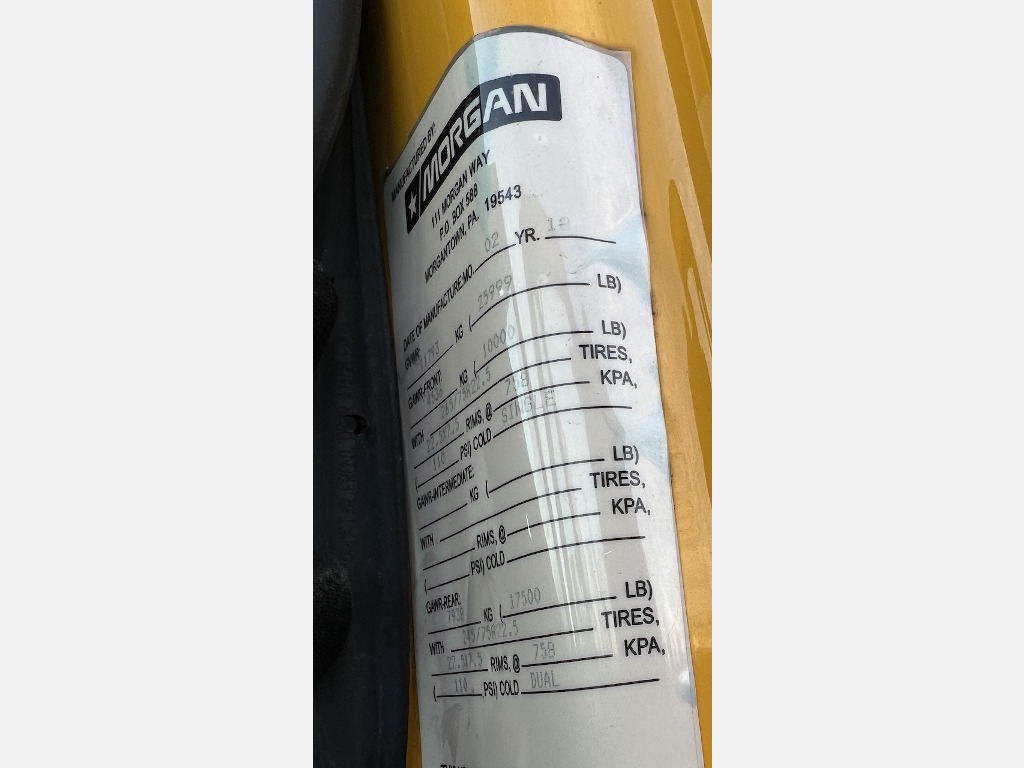 MANUFACTURED BY:
MORGAN
111 MORGAN WAY
P.O. BOX 588
MORGANTOWN, PA. 19543
DATE OF MANUFACTURE:MO. 02 YR.
GVWR:
11793 KG ( 25999 LB)
GAWR-FRONT:
4536 KG ( 10000 LB)
WITH 245/75R22.5 TIRES,
22.5X7.5 RIMS, @ 758 KPA,
( 110 PSI) COLD SINGLE
GAWR-INTERMEDIATE:
KG ( LB)
WITH TIRES,
RIMS, @ KPA,
( PSI) COLD
GAWR-REAR:
7938 KG ( 17500 LB)
WITH 245/75R22.5 TIRES,
22.5X7.5 RIMS, @ 758 KPA,
( 110 PSI) COLD DUAL